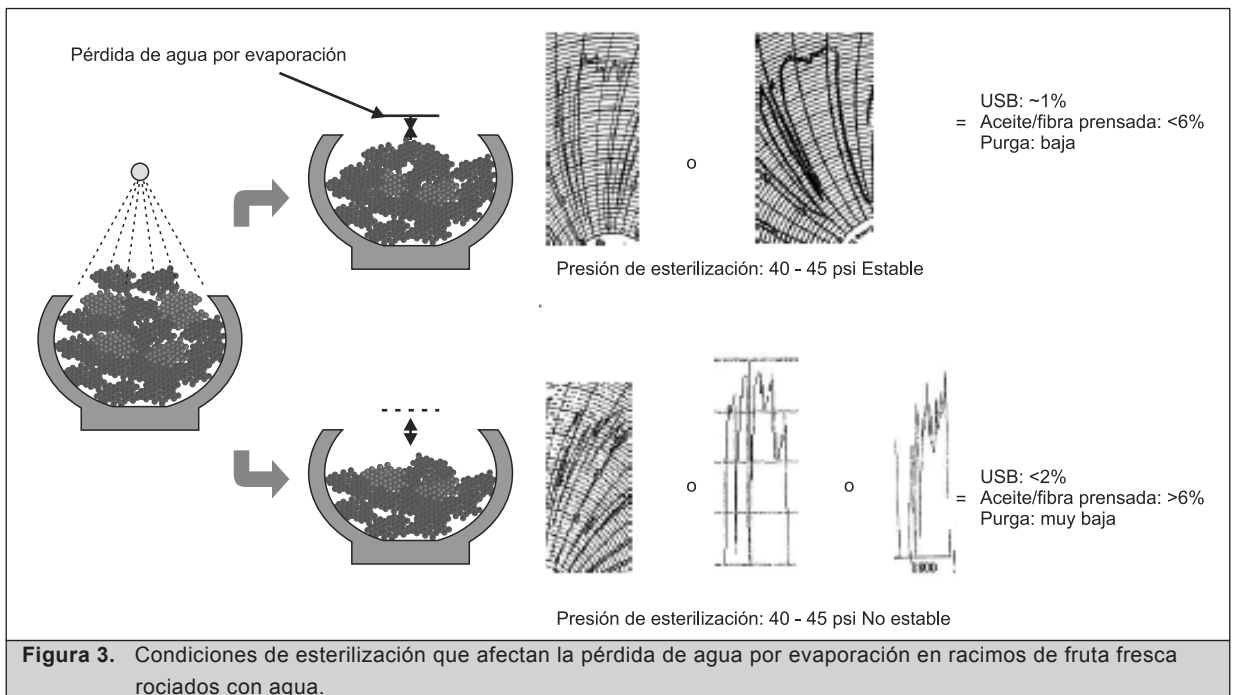 Pérdida de agua por evaporación
o
USB: ~1%
= Aceite/fibra prensada: <6%
Purga: baja
Presión de esterilización: 40 - 45 psi Estable
o
o
USB: <2%
= Aceite/fibra prensada: >6%
Purga: muy baja
Presión de esterilización: 40 - 45 psi No estable
Figura 3. Condiciones de esterilización que afectan la pérdida de agua por evaporación en racimos de fruta fresca
rociados con agua.